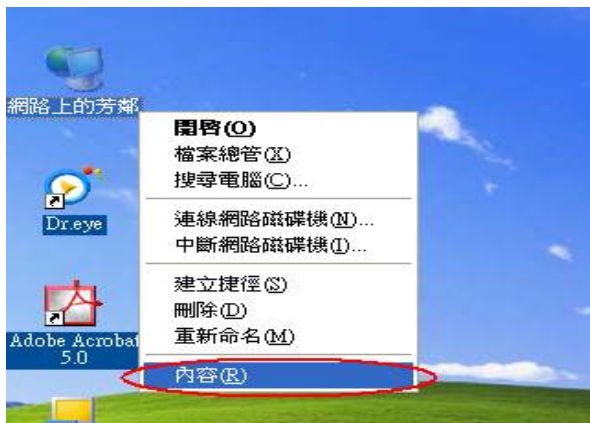 網路上的芳鄰
開啓(O)
檔案總管(X)
搜尋電腦(C)...
Dr.eye
連線網路磁碟機(N)...
中斷網路磁碟機(I)...
建立捷徑(S)
刪除(D)
重新命名(M)
Adobe Acrobat
5.0
內容(R)